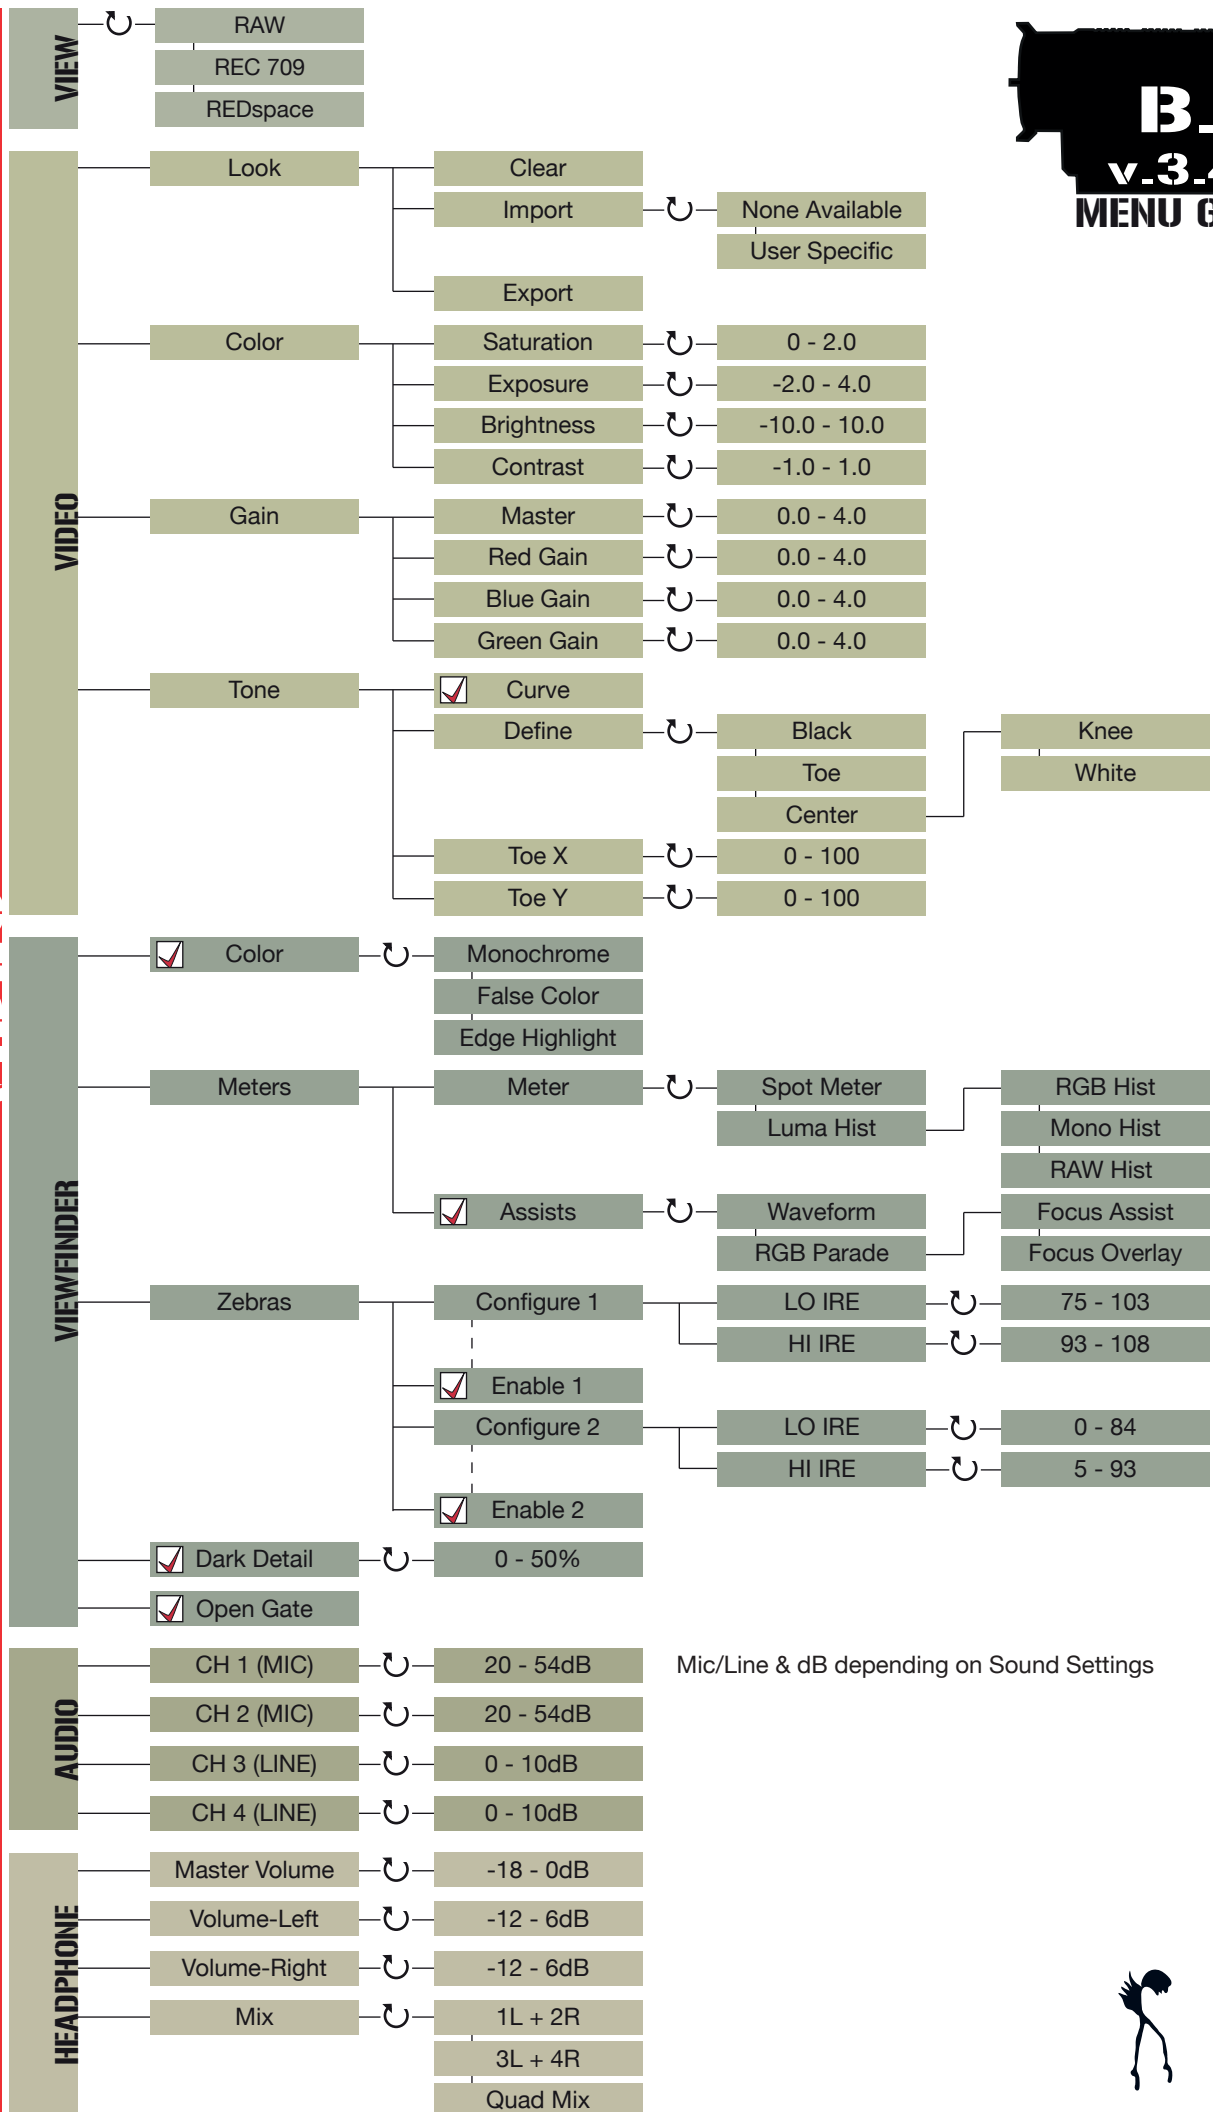 VIEW
RAW
REC 709
REDspace
B.
v.3.4
MENU G
VIDEO
Look
Clear
Import
None Available
User Specific
Export
Color
Saturation
0 - 2.0
Exposure
-2.0 - 4.0
Brightness
-10.0 - 10.0
Contrast
-1.0 - 1.0
Gain
Master
0.0 - 4.0
Red Gain
0.0 - 4.0
Blue Gain
0.0 - 4.0
Green Gain
0.0 - 4.0
Tone
Curve
Define
Black
Knee
Toe
White
Center
Toe X
0 - 100
Toe Y
0 - 100
VIEWFINDER
Color
Monochrome
False Color
Edge Highlight
Meters
Meter
Spot Meter
RGB Hist
Luma Hist
Mono Hist
RAW Hist
Assists
Waveform
Focus Assist
RGB Parade
Focus Overlay
Zebras
Configure 1
LO IRE
75 - 103
HI IRE
93 - 108
Enable 1
Configure 2
LO IRE
0 - 84
HI IRE
5 - 93
Enable 2
Dark Detail
0 - 50%
Open Gate
AUDIO
CH 1 (MIC)
20 - 54dB
Mic/Line & dB depending on Sound Settings
CH 2 (MIC)
20 - 54dB
CH 3 (LINE)
0 - 10dB
CH 4 (LINE)
0 - 10dB
HEADPHONE
Master Volume
-18 - 0dB
Volume-Left
-12 - 6dB
Volume-Right
-12 - 6dB
Mix
1L + 2R
3L + 4R
Quad Mix